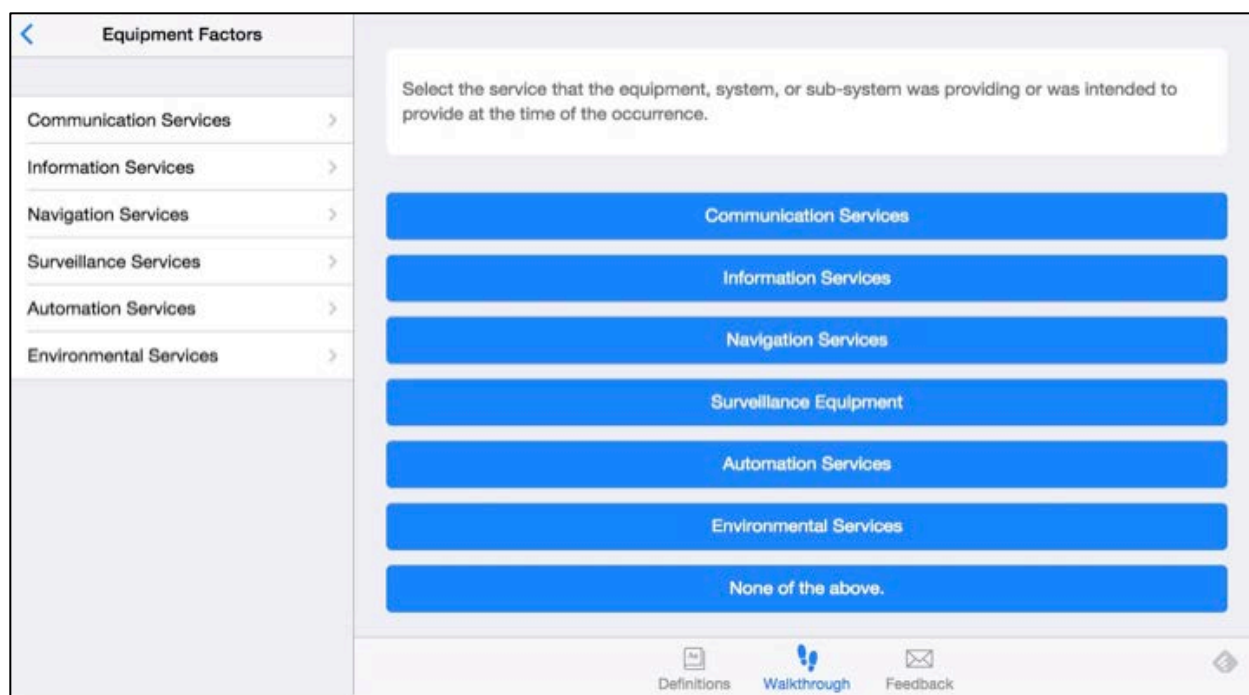 Equipment Factors
Communication Services
Information Services
Navigation Services
Surveillance Services
Automation Services
Environmental Services
Select the service that the equipment, system, or sub-system was providing or was intended to
provide at the time of the occurrence.
Communication Services
Information Services
Navigation Services
Surveillance Equipment
Automation Services
Environmental Services
None of the above.
Definitions
Walkthrough
Feedback